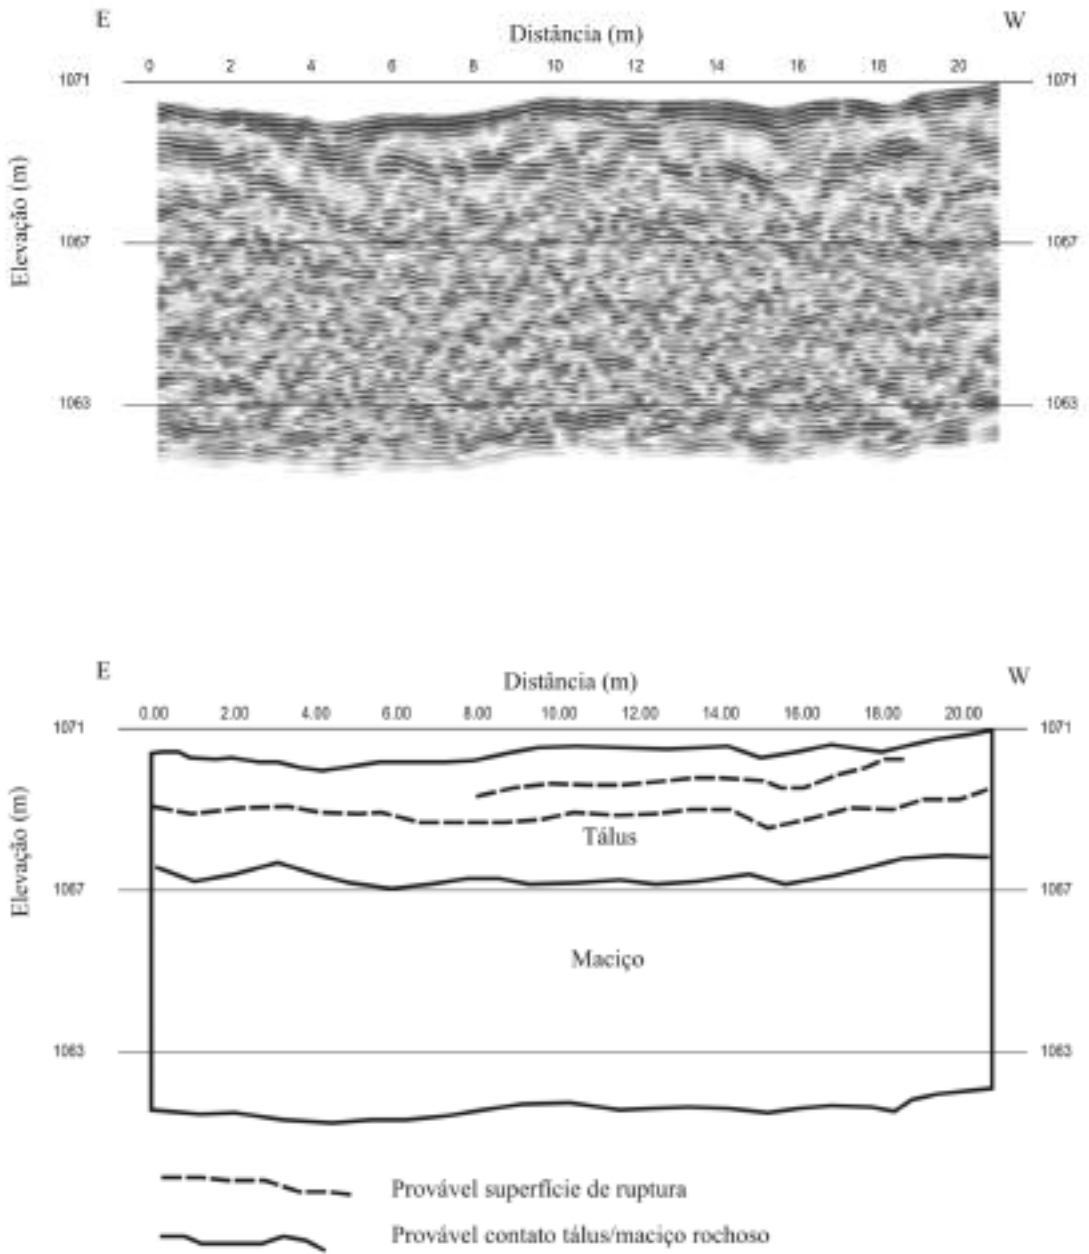 E W
Distância (m)
0 2 4 6 8 10 12 14 16 18 20
1071 1071
Elevação (m)
1067 1067
1063 1063
E W
Distância (m)
0.00 2.00 4.00 6.00 8.00 10.00 12.00 14.00 16.00 18.00 20.00
1071 1071
Elevação (m)
Tálus
1067 1067
Maciço
1063 1063
Provável superfície de ruptura
Provável contato tálus/maciço rochoso